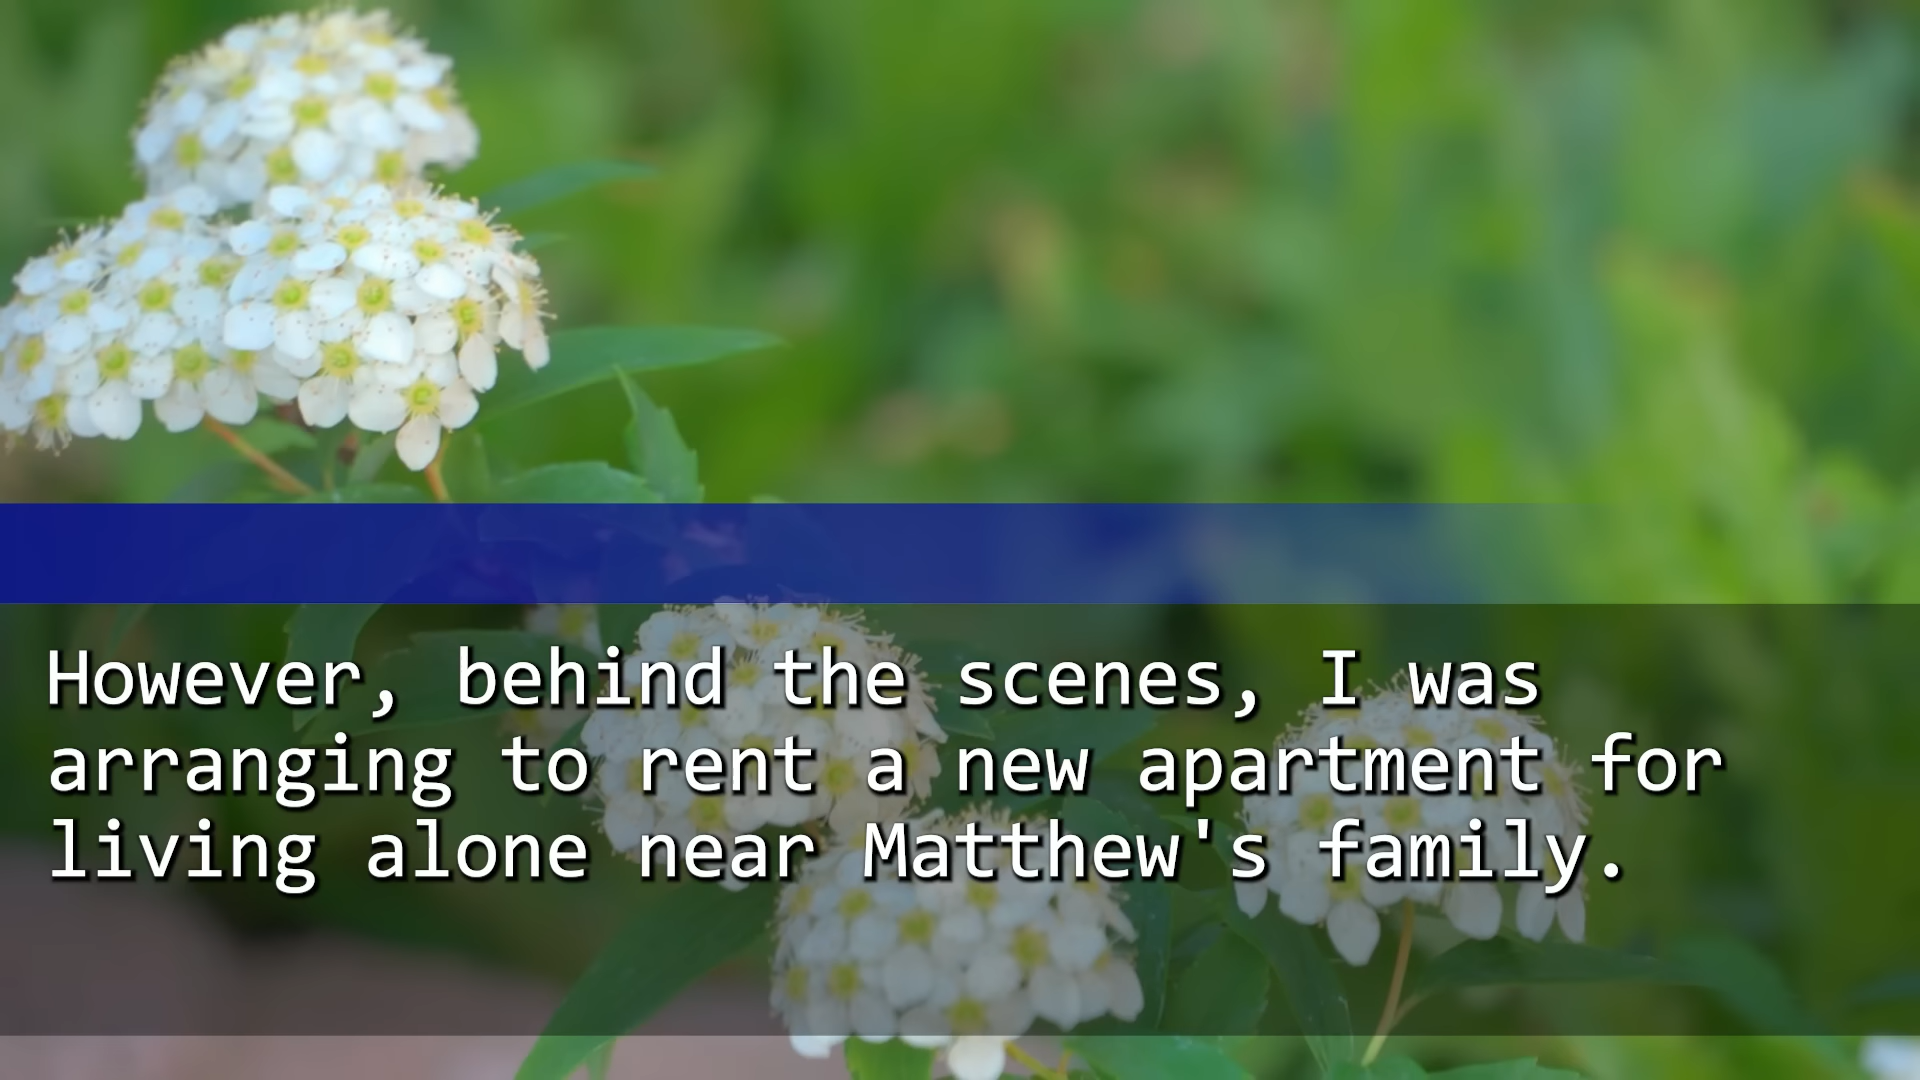 However, behind the scenes, I was
arranging to rent a new apartment for
living alone near Matthew's family.